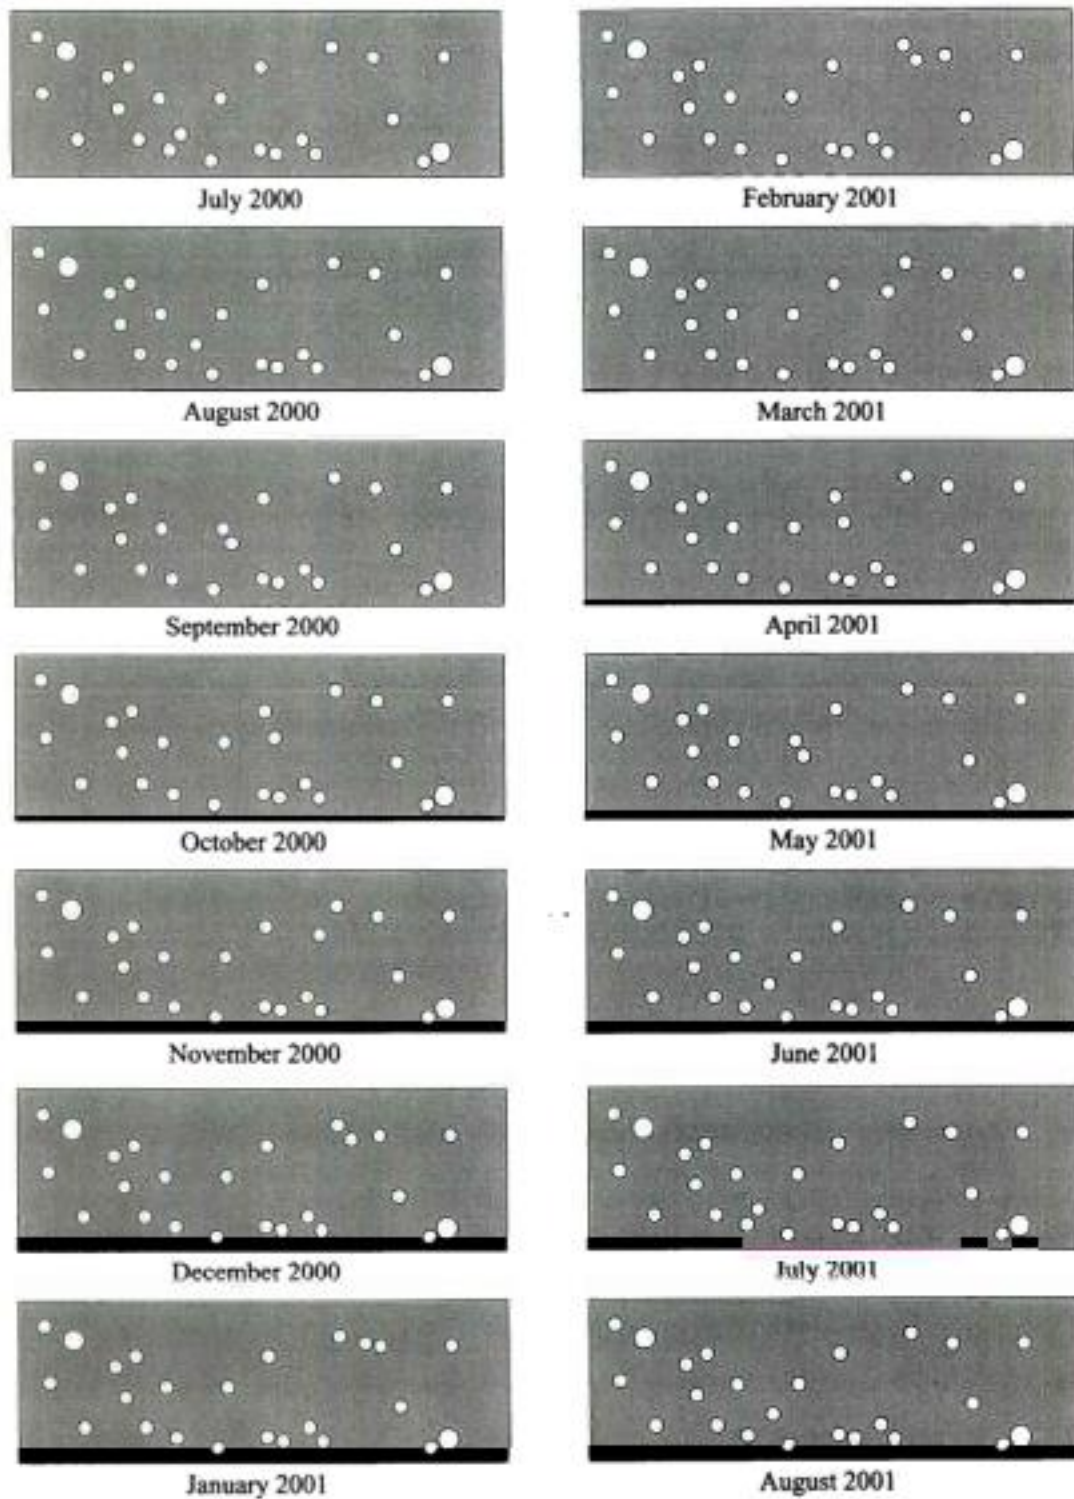 July 2000
February 2001
August 2000
March 2001
September 2000
April 2001
October 2000
May 2001
November 2000
June 2001
December 2000
July 2001
January 2001
August 2001